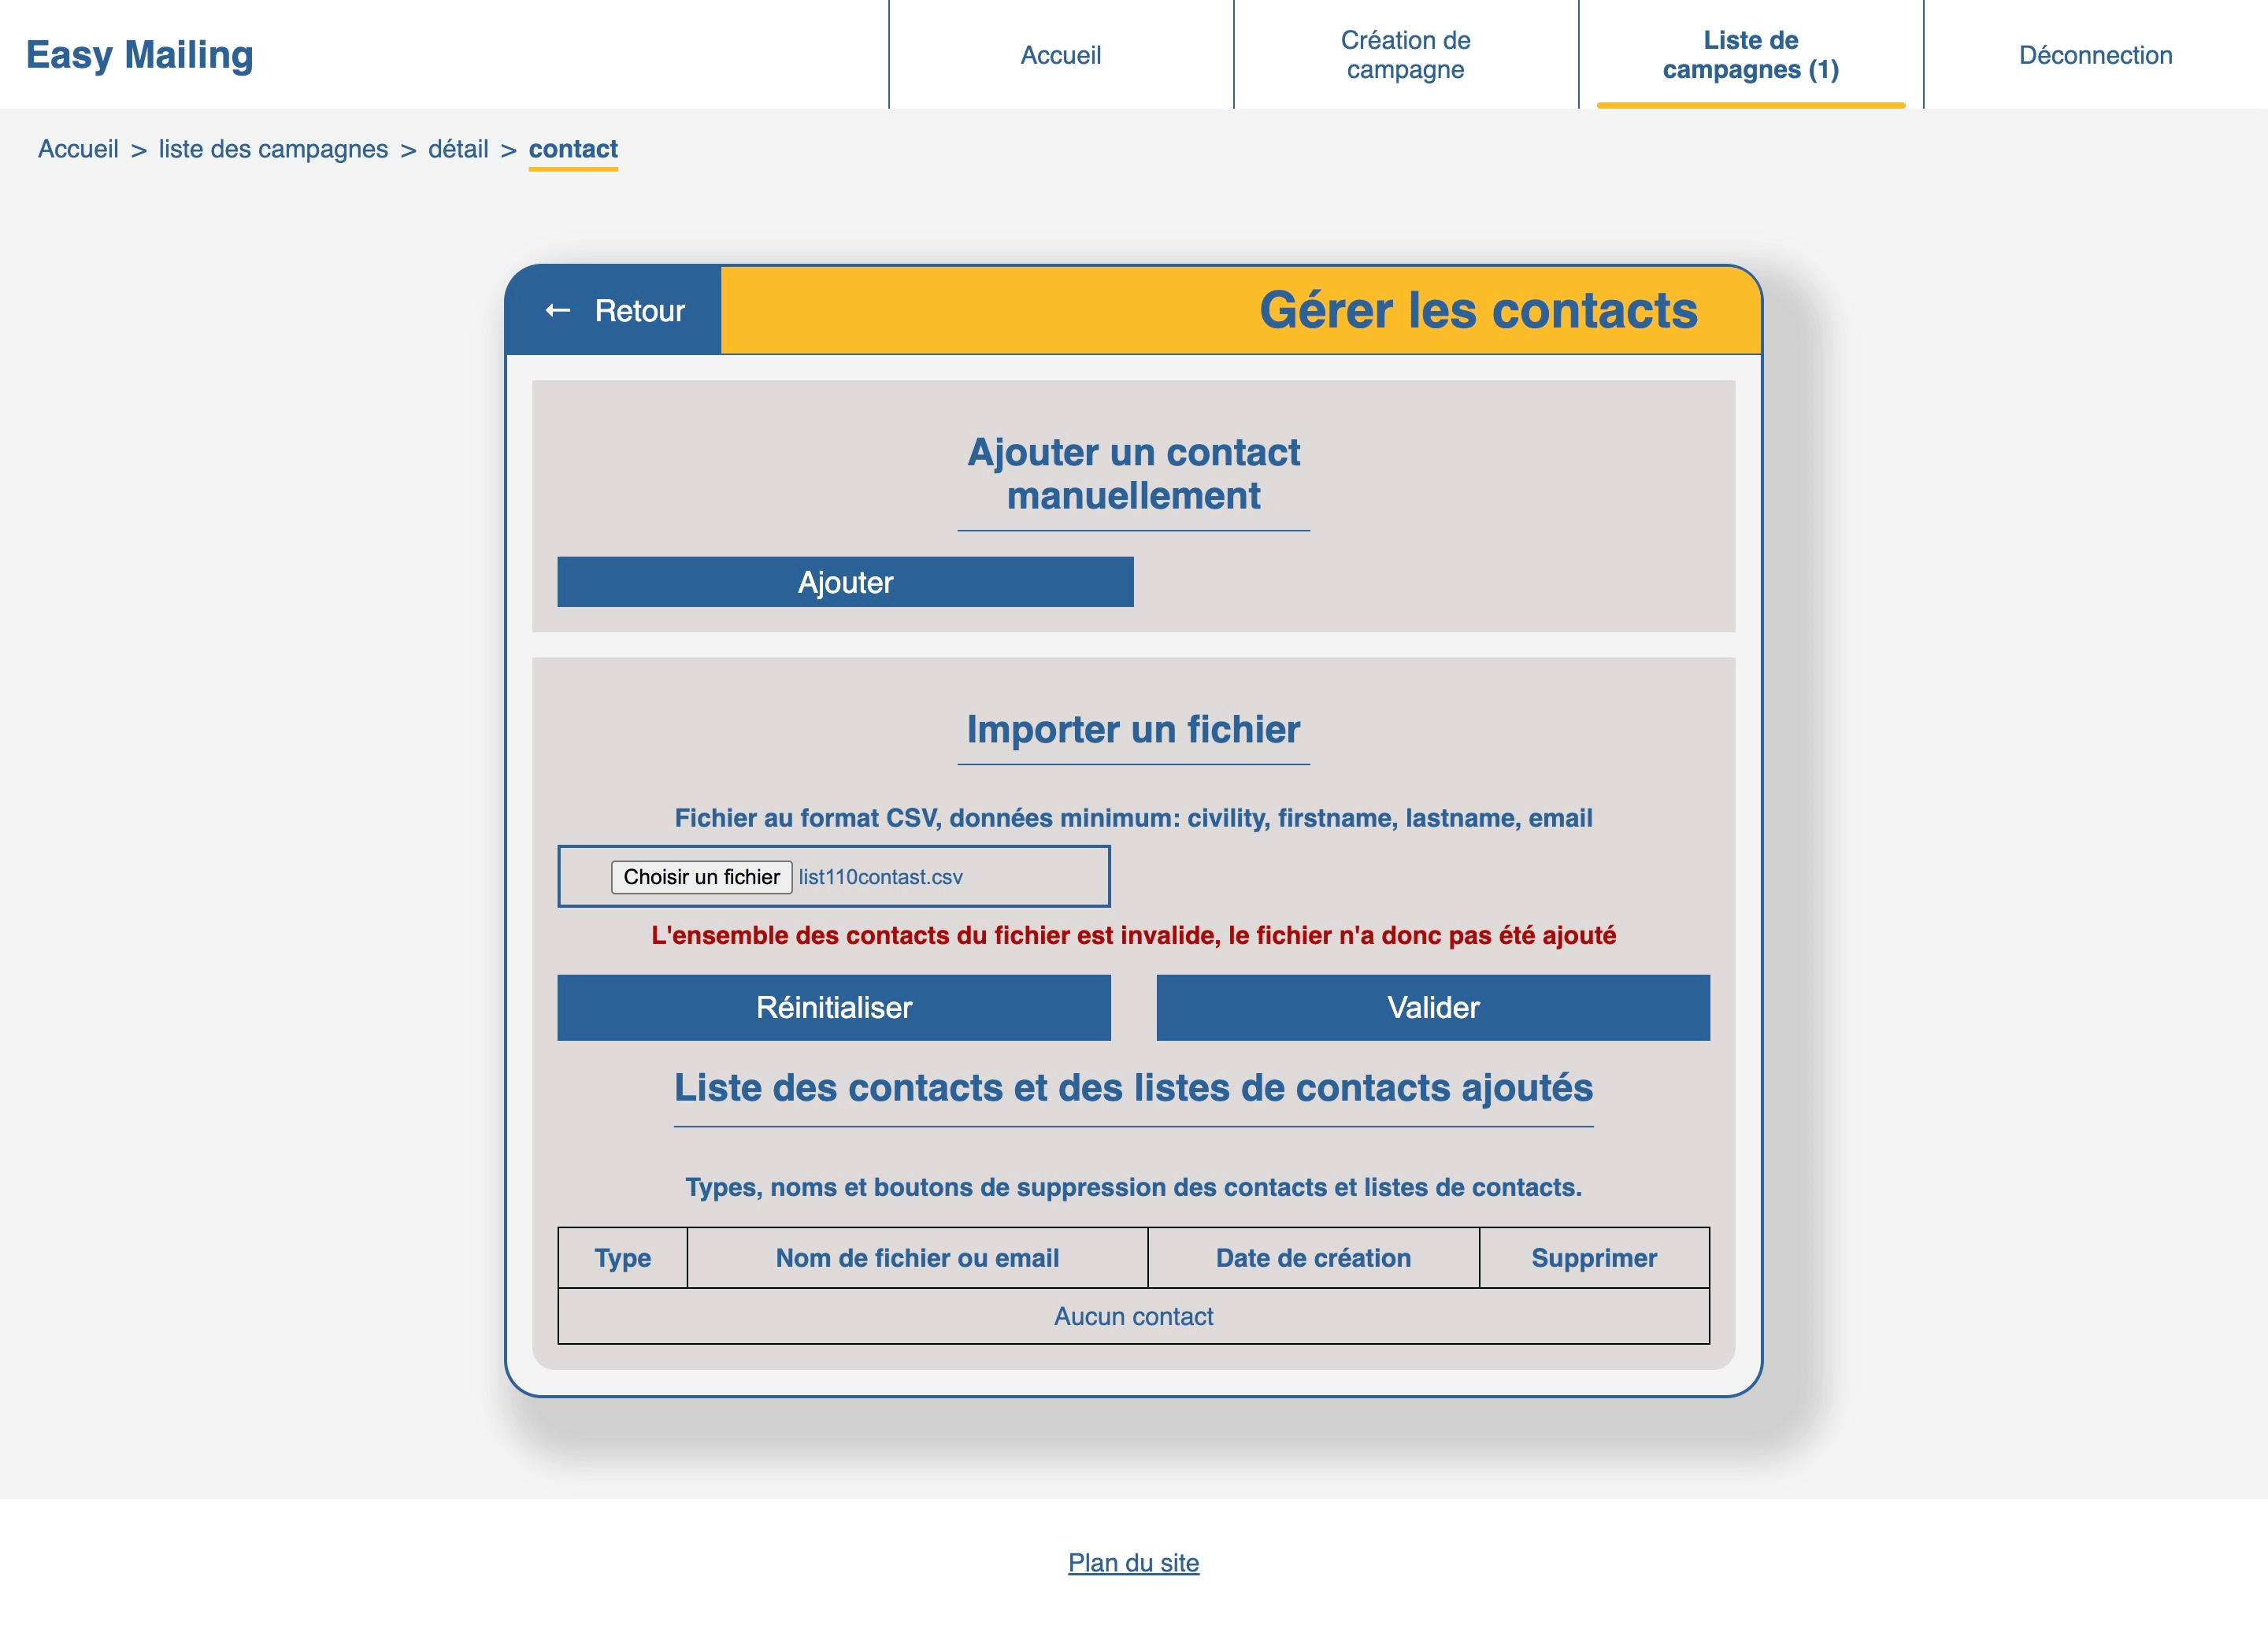 Easy Mailing
Accueil
Création de
campagne
Liste de
campagnes (1)
Déconnection
Accueil > liste des campagnes > détail > contact
← Retour
Gérer les contacts
Ajouter un contact
manuellement
Ajouter
Importer un fichier
Fichier au format CSV, données minimum: civility, firstname, lastname, email
Choisir un fichier list110contast.csv
L'ensemble des contacts du fichier est invalide, le fichier n'a donc pas été ajouté
Réinitialiser
Valider
Liste des contacts et des listes de contacts ajoutés
Types, noms et boutons de suppression des contacts et listes de contacts.
Type
Nom de fichier ou email
Date de création
Supprimer
Aucun contact
Plan du site